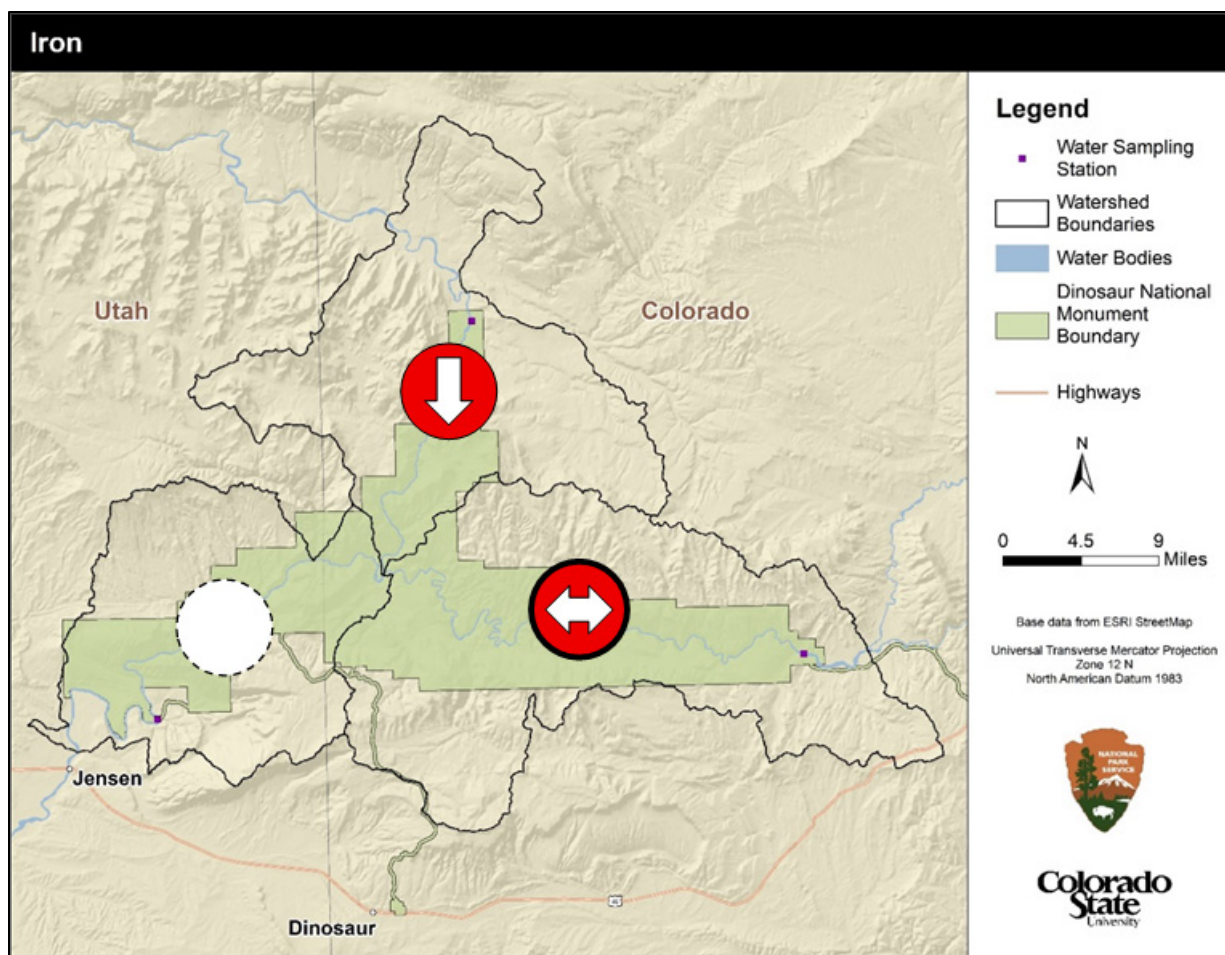 Iron
Utah
Colorado
Jensen
Dinosaur
Legend
Water Sampling
Station
Watershed
Boundaries
Water Bodies
Dinosaur National
Monument
Boundary
Highways
N
0 4.5 9
Miles
Base data from ESRI StreetMap
Universal Transverse Mercator Projection
Zone 12 N
North American Datum 1983
NATIONAL
PARK
SERVICE
Colorado
State
University